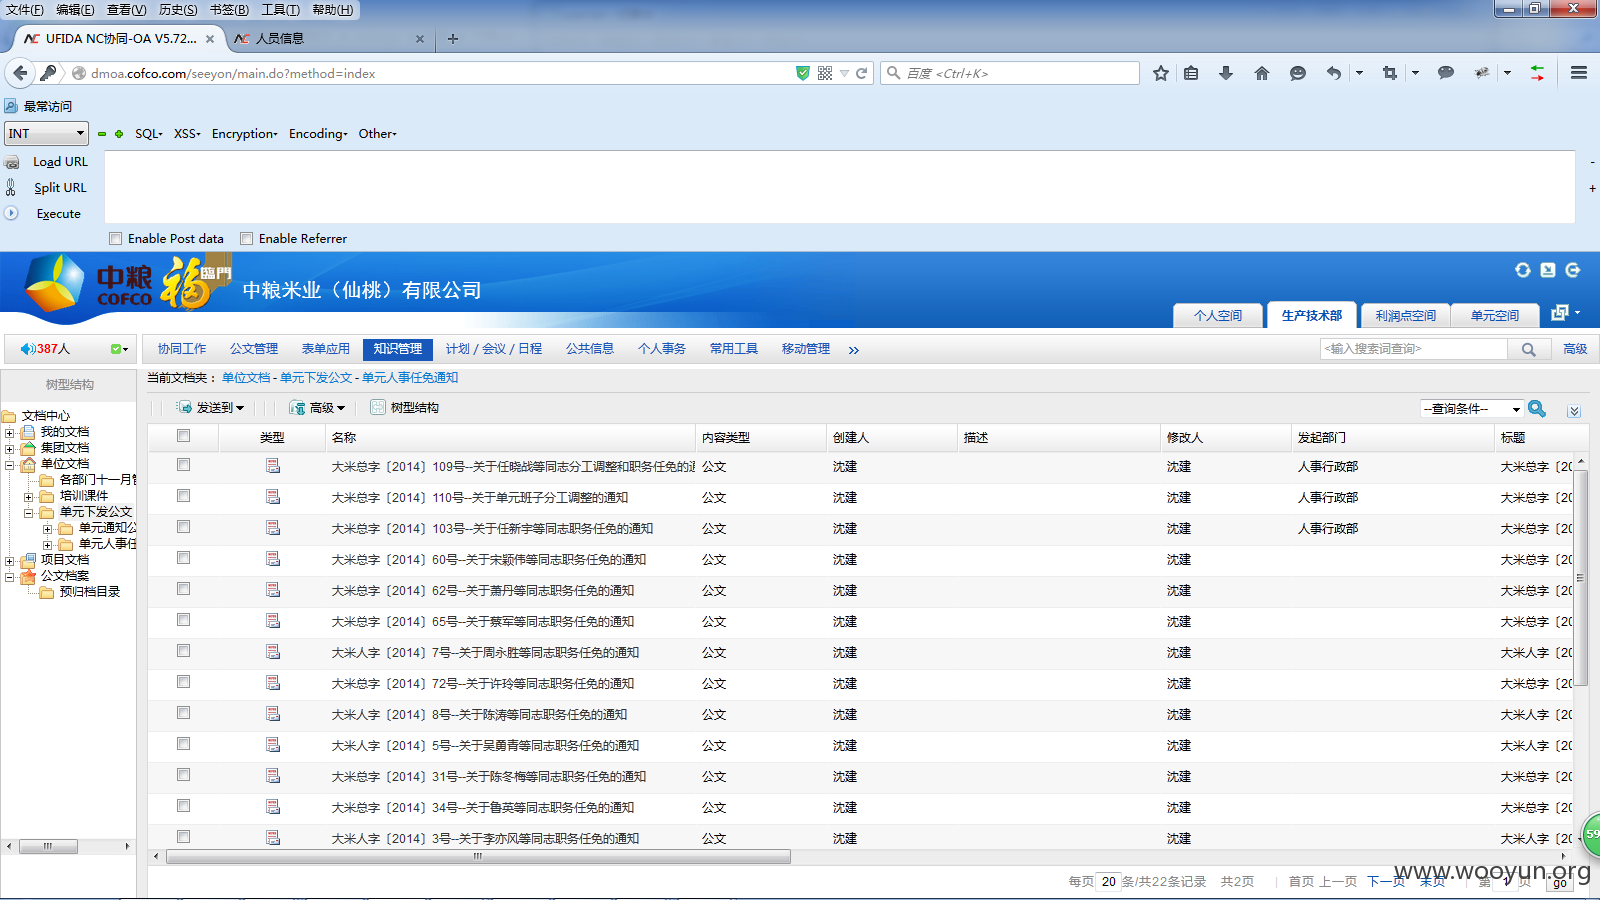 文件(F) 编辑(E) 查看(V) 历史(S) 书签(B) 工具(T) 帮助(H)
UFIDA NC协同-OA V5.72... 人员信息
dmoa.cofco.com/seeyon/main.do?method=index 百度 <Ctrl+K>
最常访问
INT SQL XSS Encryption Encoding Other
Load URL
Split URL
Execute
Enable Post data Enable Referrer
中粮 COFCO 福 臨門 中粮米业（仙桃）有限公司
个人空间 生产技术部 利润点空间 单元空间
387人 协同工作 公文管理 表单应用 知识管理 计划 / 会议 / 日程 公共信息 个人事务 常用工具 移动管理 <输入搜索词查询> 高级
树型结构
当前文档夹： 单位文档 - 单元下发公文 - 单元人事任免通知
发送到 高级 树型结构 --查询条件--
文档中心
我的文档
集团文档
单位文档
各部门十一月
培训课件
单元下发公文
单元通知
单元人事任
项目文档
公文档案
预归档目录
类型 名称 内容类型 创建人 描述 修改人 发起部门 标题
大米总字〔2014〕109号--关于任晓战等同志分工调整和职务任免的 公文 沈建 沈建 人事行政部 大米总字〔20
大米总字〔2014〕110号--关于单元班子分工调整的通知 公文 沈建 沈建 人事行政部 大米总字〔20
大米总字〔2014〕103号--关于任新宇等同志职务任免的通知 公文 沈建 沈建 人事行政部 大米总字〔20
大米总字〔2014〕60号--关于宋颖伟等同志职务任免的通知 公文 沈建 沈建 大米总字〔20
大米总字〔2014〕62号--关于萧丹等同志职务任免的通知 公文 沈建 沈建 大米总字〔20
大米总字〔2014〕65号--关于蔡军等同志职务任免的通知 公文 沈建 沈建 大米总字〔20
大米人字〔2014〕7号--关于周永胜等同志职务任免的通知 公文 沈建 沈建 大米人字〔20
大米总字〔2014〕72号--关于许玲等同志职务任免的通知 公文 沈建 沈建 大米总字〔20
大米人字〔2014〕8号--关于陈涛等同志职务任免的通知 公文 沈建 沈建 大米人字〔20
大米人字〔2014〕5号--关于吴勇青等同志职务任免的通知 公文 沈建 沈建 大米人字〔20
大米总字〔2014〕31号--关于陈冬梅等同志职务任免的通知 公文 沈建 沈建 大米总字〔20
大米总字〔2014〕34号--关于鲁英等同志职务任免的通知 公文 沈建 沈建 大米总字〔20
大米人字〔2014〕3号--关于李亦风等同志职务任免的通知 公文 沈建 沈建 大米人字〔20
59
每页 20 条/共22条记录 共2页 首页 上一页 下一页 末页 第 1 页 go
www.wooyun.org